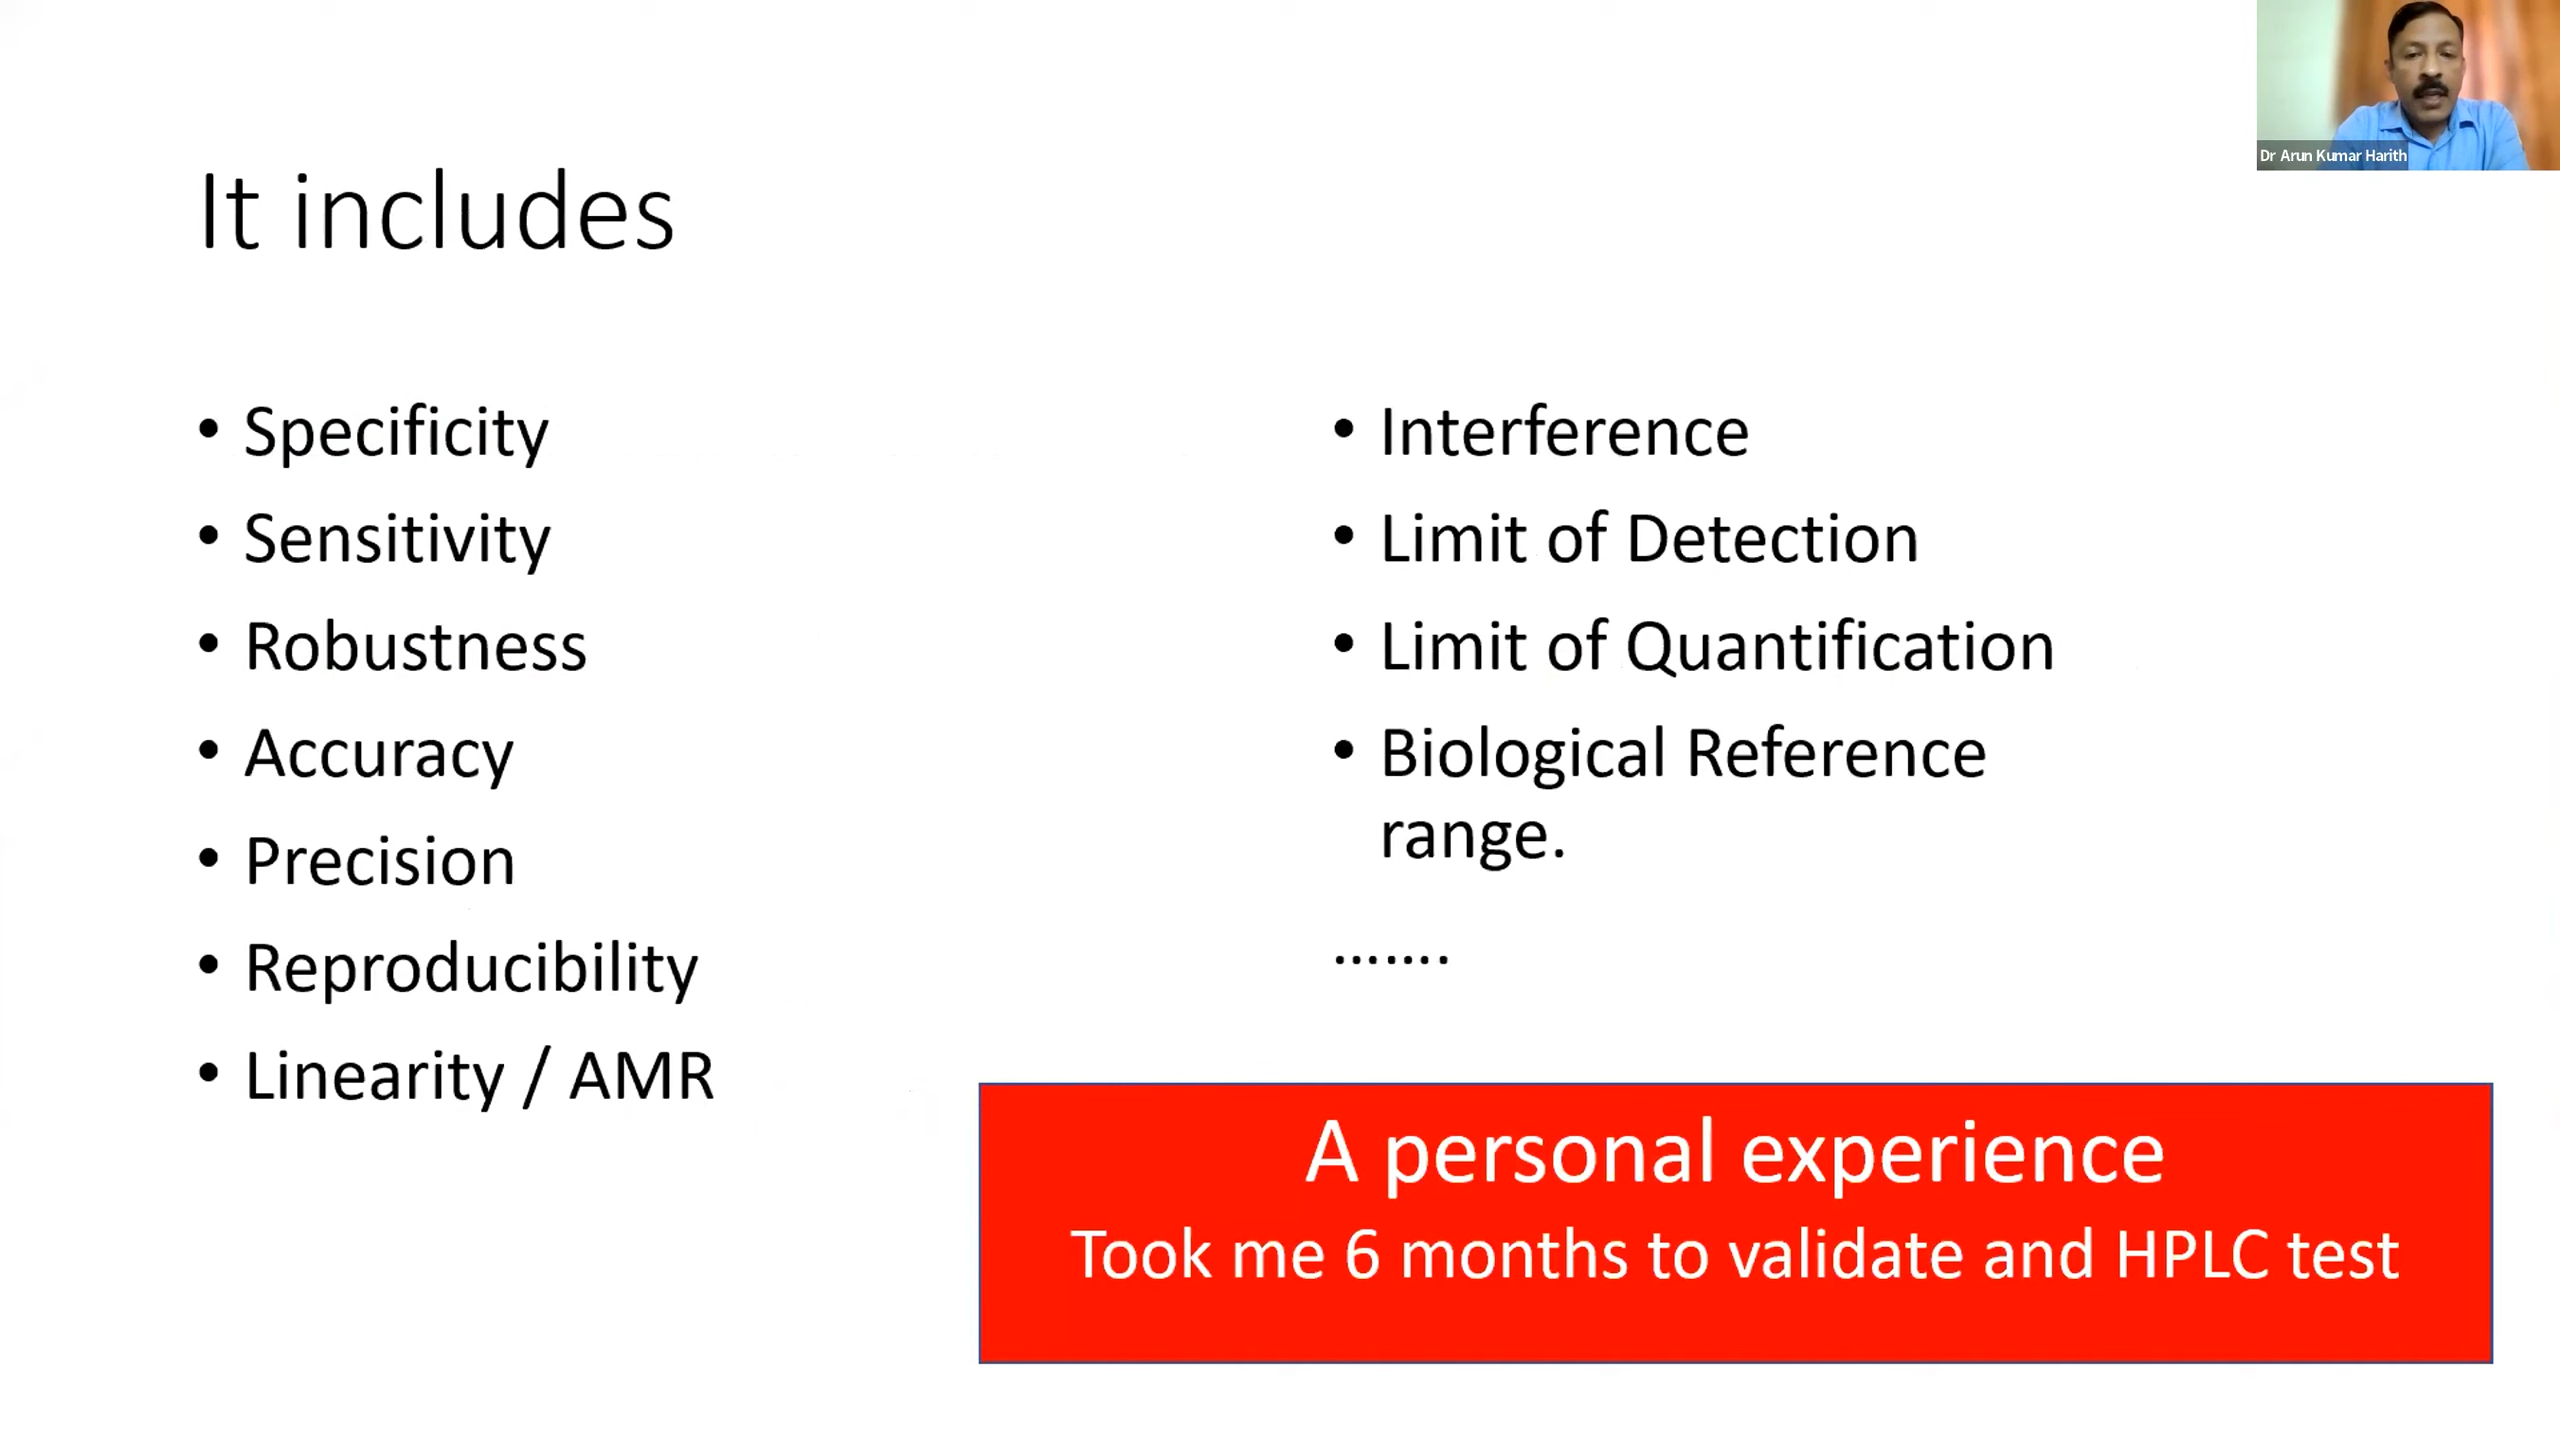 Dr Arun Kumar Harith
It includes
• Specificity
• Sensitivity
• Robustness
• Accuracy
• Precision
• Reproducibility
• Linearity / AMR
• Interference
• Limit of Detection
• Limit of Quantification
• Biological Reference
range.
.......
A personal experience
Took me 6 months to validate and HPLC test